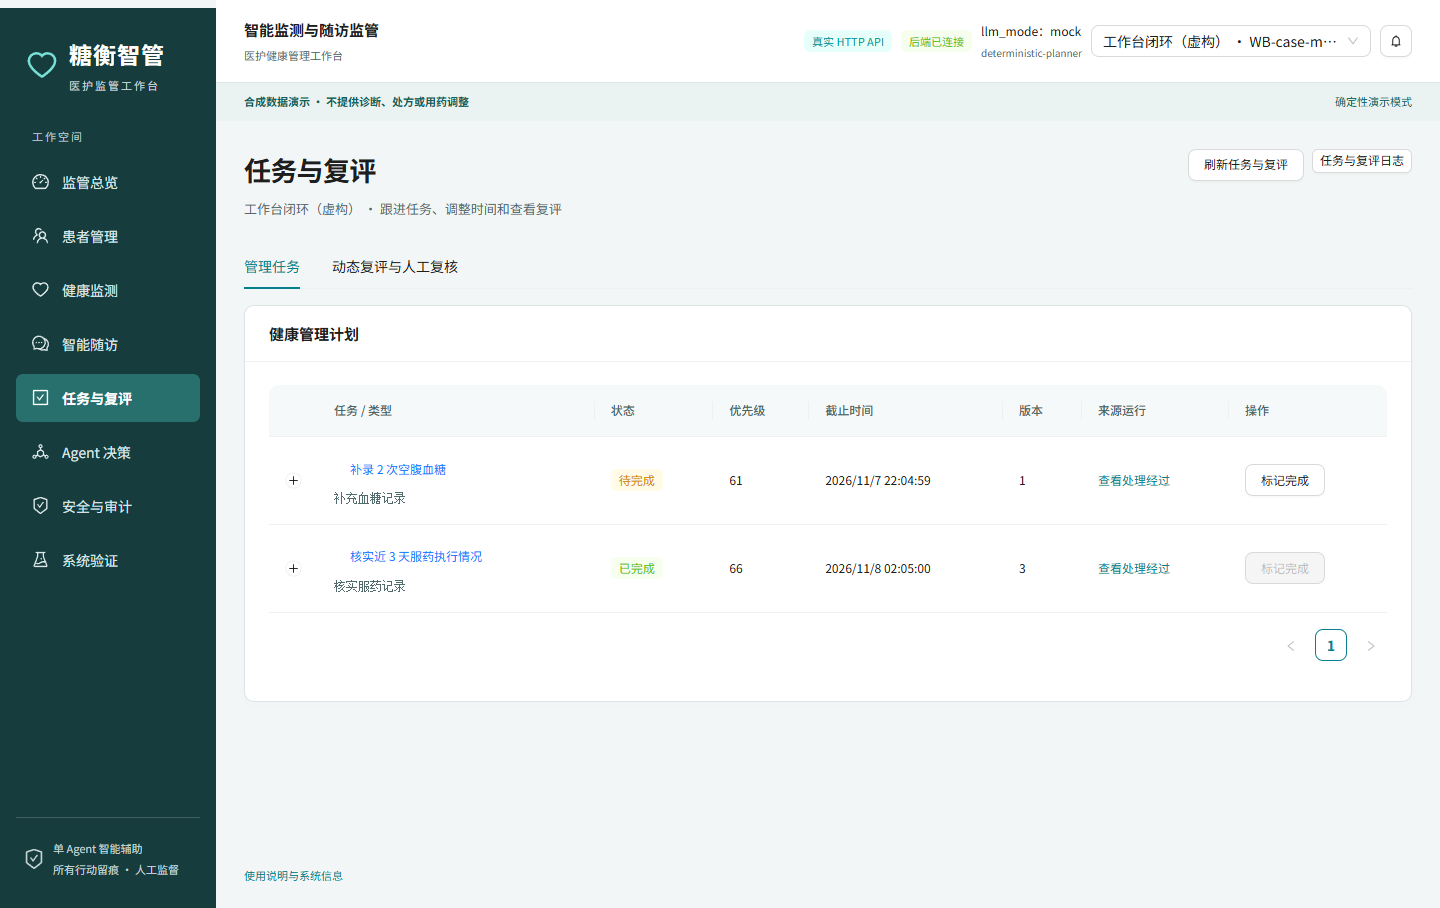 糖衡智管
医护监管工作台
工作空间
监管总览
患者管理
健康监测
智能随访
任务与复评
Agent 决策
安全与审计
系统验证
单 Agent 智能辅助
所有行动留痕 · 人工监督
智能监测与随访监管
医护健康管理工作台
真实 HTTP API
后端已连接
llm_mode：mock
deterministic-planner
工作台闭环（虚构） · WB-case-m···
合成数据演示 · 不提供诊断、处方或用药调整
确定性演示模式
任务与复评
工作台闭环（虚构） · 跟进任务、调整时间和查看复评
刷新任务与复评
任务与复评日志
管理任务
动态复评与人工复核
健康管理计划
任务 / 类型 状态 优先级 截止时间 版本 来源运行 操作
补录 2 次空腹血糖
补充血糖记录
待完成 61 2026/11/7 22:04:59 1 查看处理经过 标记完成
核实近 3 天服药执行情况
核实服药记录
已完成 66 2026/11/8 02:05:00 3 查看处理经过 标记完成
1
使用说明与系统信息